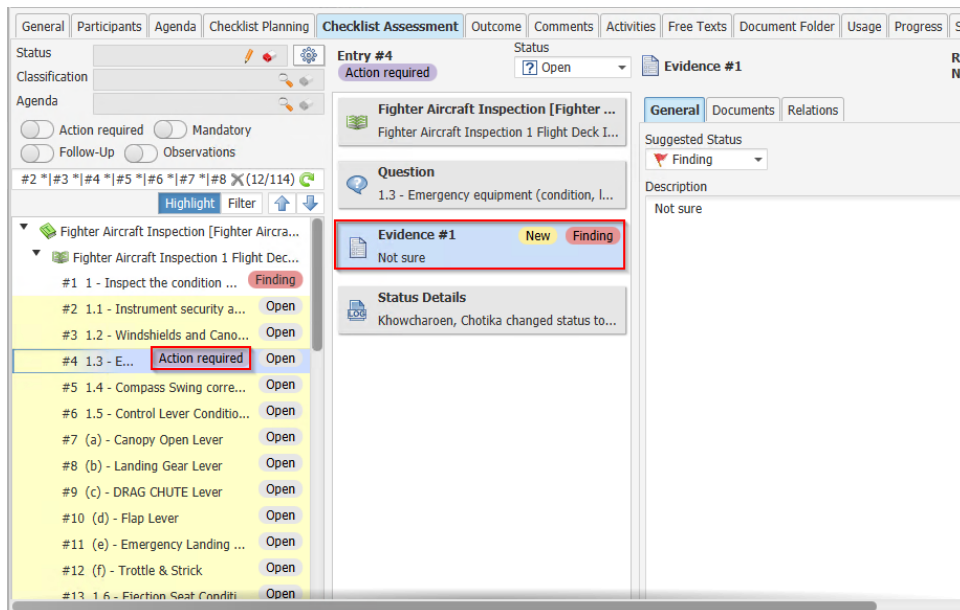 General Participants Agenda Checklist Planning Checklist Assessment Outcome Comments Activities Free Texts Document Folder Usage Progress S
Status
Classification
Agenda
Action required Mandatory
Follow-Up Observations
#2 *|#3 *|#4 *|#5 *|#6 *|#7 *|#8 (12/114)
Highlight Filter
Fighter Aircraft Inspection [Fighter Aircra...
Fighter Aircraft Inspection 1 Flight Dec...
#1 1 - Inspect the condition ... Finding
#2 1.1 - Instrument security a... Open
#3 1.2 - Windshields and Cano... Open
#4 1.3 - E... Action required Open
#5 1.4 - Compass Swing corre... Open
#6 1.5 - Control Lever Conditio... Open
#7 (a) - Canopy Open Lever Open
#8 (b) - Landing Gear Lever Open
#9 (c) - DRAG CHUTE Lever Open
#10 (d) - Flap Lever Open
#11 (e) - Emergency Landing ... Open
#12 (f) - Trottle & Strick Open
#13 1.6 - Ejection Seat Conditi... Open
Entry #4
Action required
Status
? Open
Fighter Aircraft Inspection [Fighter ...
Fighter Aircraft Inspection 1 Flight Deck I...
Question
1.3 - Emergency equipment (condition, l...
Evidence #1 New Finding
Not sure
Status Details
LOG
Khowcharoen, Chotika changed status to...
Evidence #1
R
N
General Documents Relations
Suggested Status
Finding
Description
Not sure